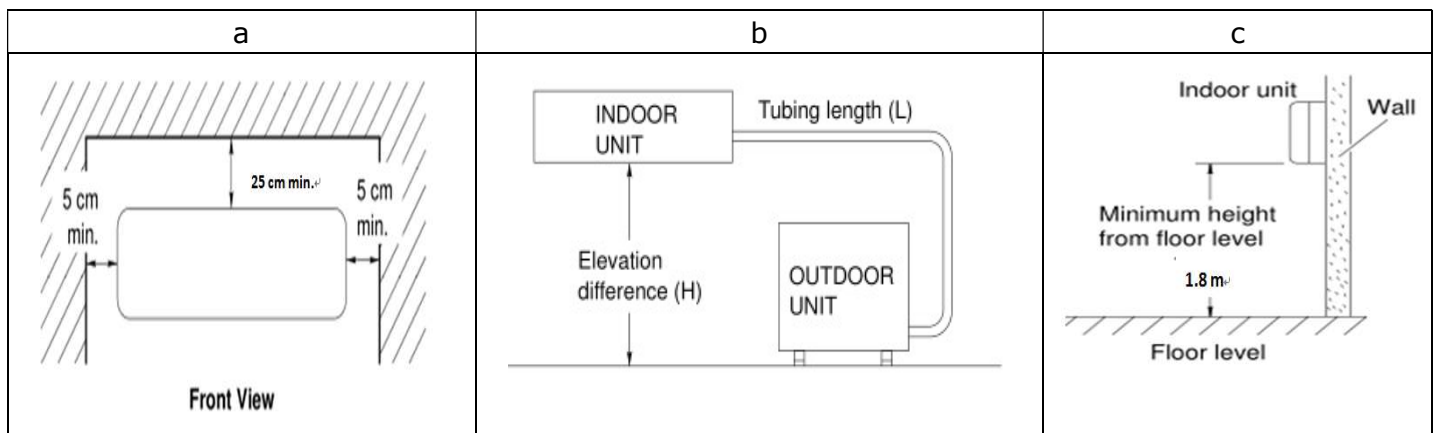 a
b
c
25 cm min.
5 cm
min.
5 cm
min.
Front View
INDOOR
UNIT
Tubing length (L)
Elevation
difference (H)
OUTDOOR
UNIT
Indoor unit
Wall
Minimum height
from floor level
1.8 m
Floor level